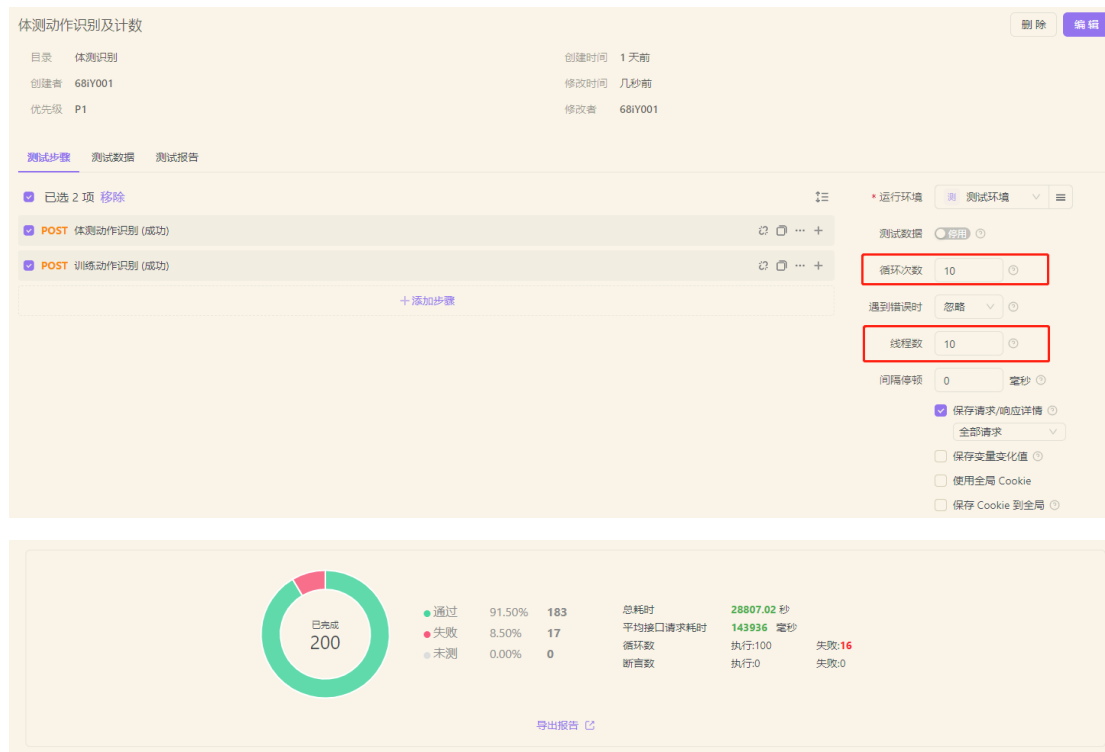 体测动作识别及计数
删 除
编 辑
目录 体测识别
创建时间 1 天前
创建者 68iY001
修改时间 几秒前
优先级 P1
修改者 68iY001
测试步骤 测试数据 测试报告
已选 2 项 移除
POST 体测动作识别 (成功)
POST 训练动作识别 (成功)
+ 添加步骤
* 运行环境 测 测试环境
测试数据 停用
循环次数 10
遇到错误时 忽略
线程数 10
间隔停顿 0 毫秒
保存请求/响应详情
全部请求
保存变量变化值
使用全局 Cookie
保存 Cookie 到全局
已完成
200
通过 91.50% 183
失败 8.50% 17
未测 0.00% 0
总耗时 28807.02 秒
平均接口请求耗时 143936 毫秒
循环数 执行:100 失败:16
断言数 执行:0 失败:0
导出报告